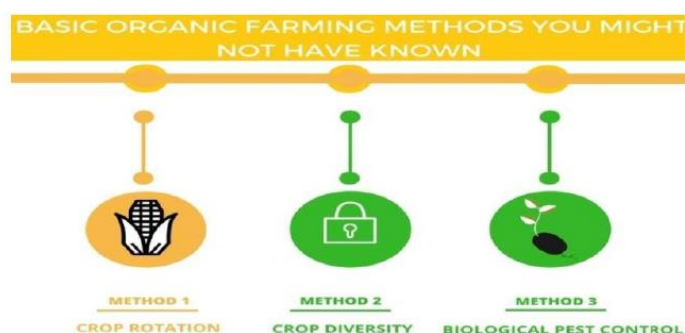 BASIC ORGANIC FARMING METHODS YOU MIGHT
NOT HAVE KNOWN
METHOD 1
CROP ROTATION
METHOD 2
CROP DIVERSITY
METHOD 3
BIOLOGICAL PEST CONTROL